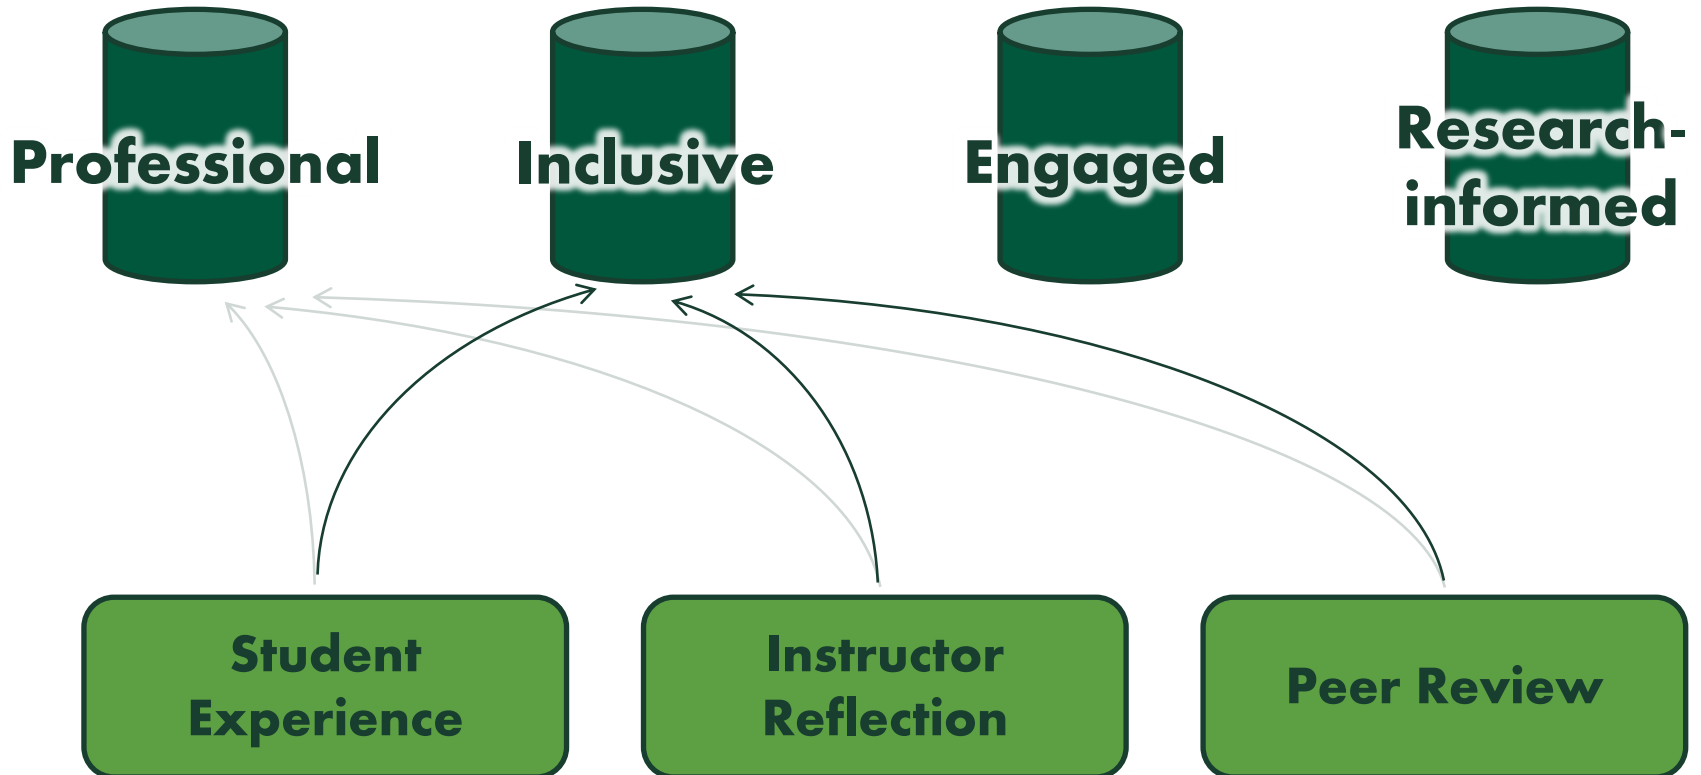 Professional
Inclusive
Engaged
Research-
informed
Student
Experience
Instructor
Reflection
Peer Review